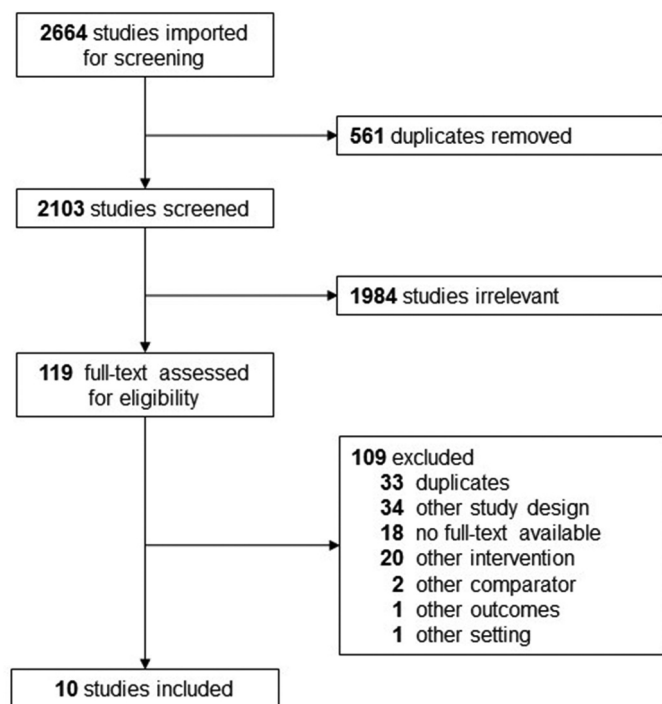 2664 studies imported
for screening
561 duplicates removed
2103 studies screened
1984 studies irrelevant
119 full-text assessed
for eligibility
109 excluded
33 duplicates
34 other study design
18 no full-text available
20 other intervention
2 other comparator
1 other outcomes
1 other setting
10 studies included